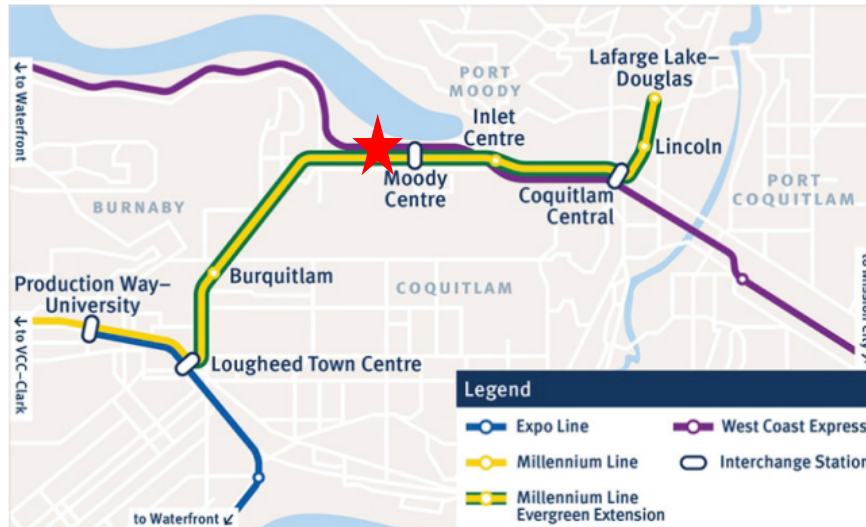 to Waterfront
PORT
MOODY
Lafarge Lake–
Douglas
Inlet
Centre
Lincoln
Moody
Centre
Coquitlam
Central
PORT
COQUITLAM
BURNABY
Burquitlam
COQUITLAM
Production Way–
University
to VCC–Clark
Lougheed Town Centre
to Waterfront
Legend
Expo Line
West Coast Express
Millennium Line
Interchange Station
Millennium Line
Evergreen Extension